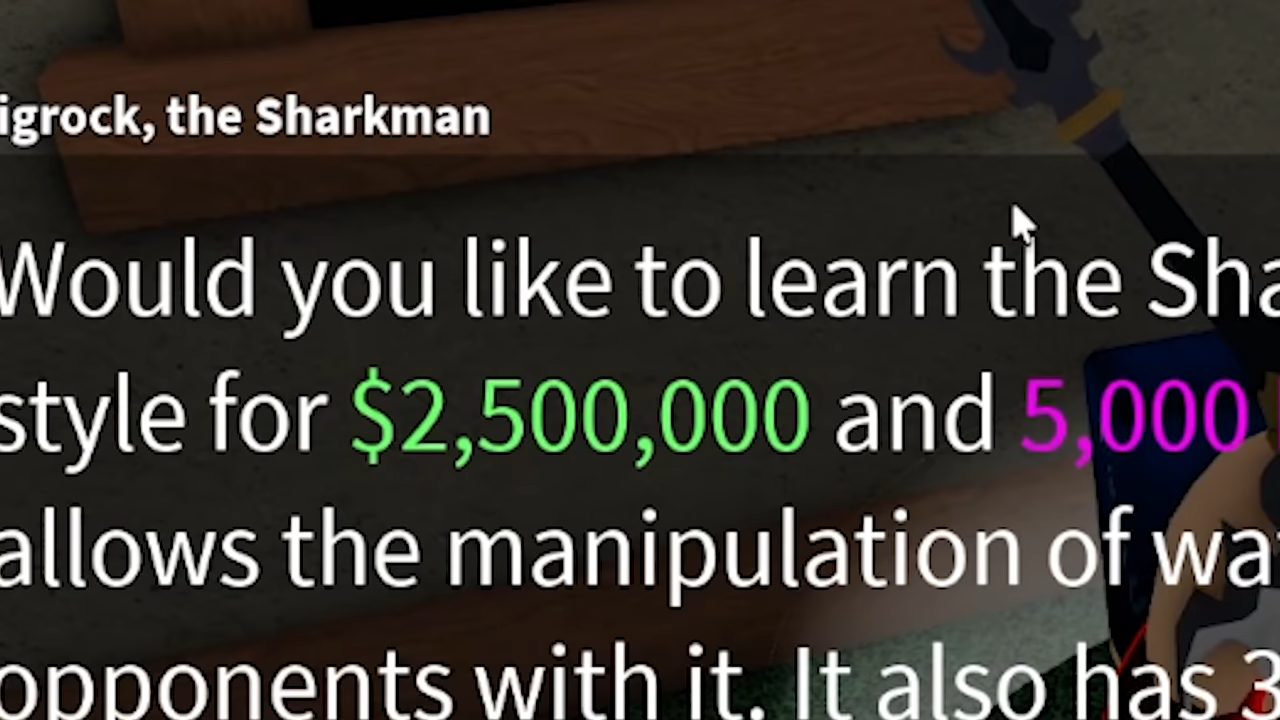 igrock, the Sharkman
Would you like to learn the Sha
style for $2,500,000 and 5,000
allows the manipulation of wa
opponents with it. It also has 3